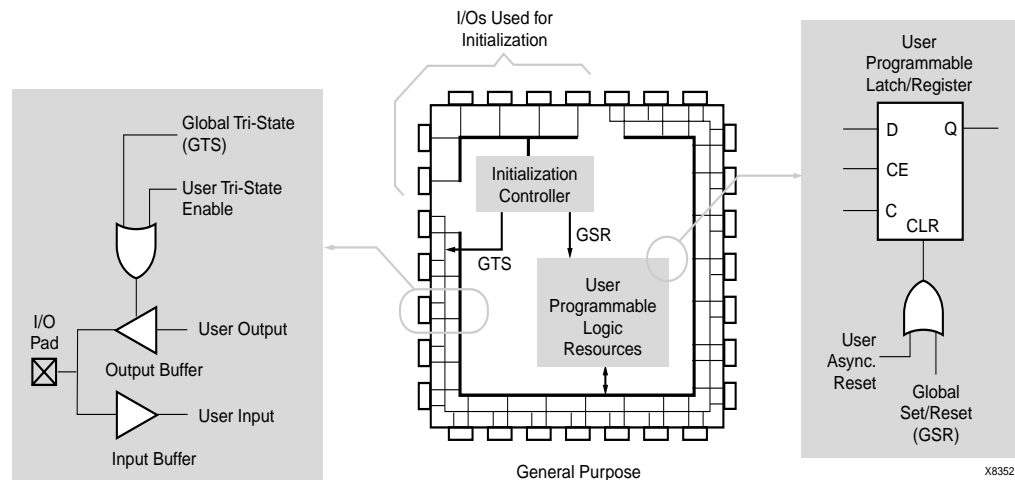 I/Os Used for
Initialization
Global Tri-State
(GTS)
User Tri-State
Enable
I/O
Pad
User Output
Output Buffer
User Input
Input Buffer
Initialization
Controller
GSR
GTS
User
Programmable
Logic
Resources
General Purpose
User
Programmable
Latch/Register
D
Q
CE
C
CLR
User
Async.
Reset
Global
Set/Reset
(GSR)
X8352